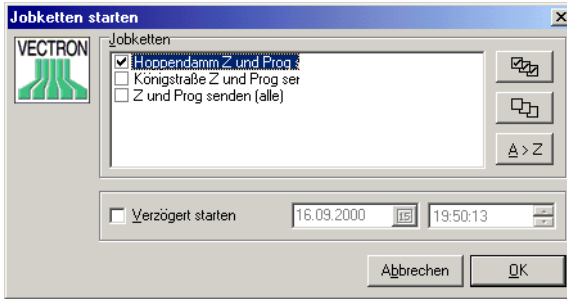 Jobketten starten
VECTRON
Jobketten
Hoppendamm Z und Prog s
Königstraße Z und Prog ser
Z und Prog senden (alle)
A > Z
Verzögert starten
16.09.2000
15
19:50:13
Abbrechen
OK